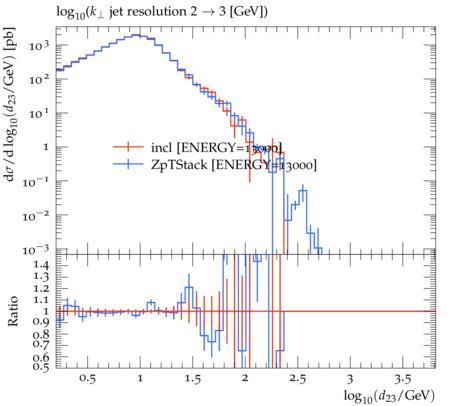 log₁₀(k⊥ jet resolution 2 → 3 [GeV])
dσ/d log₁₀(d₂₃/GeV) [pb]
10³
10²
10¹
1
10⁻¹
10⁻²
10⁻³
incl [ENERGY=13000]
ZpTStack [ENERGY=13000]
Ratio
1.4
1.3
1.2
1.1
1
0.9
0.8
0.7
0.6
0.5
0.5 1 1.5 2 2.5 3 3.5
log₁₀(d₂₃/GeV)